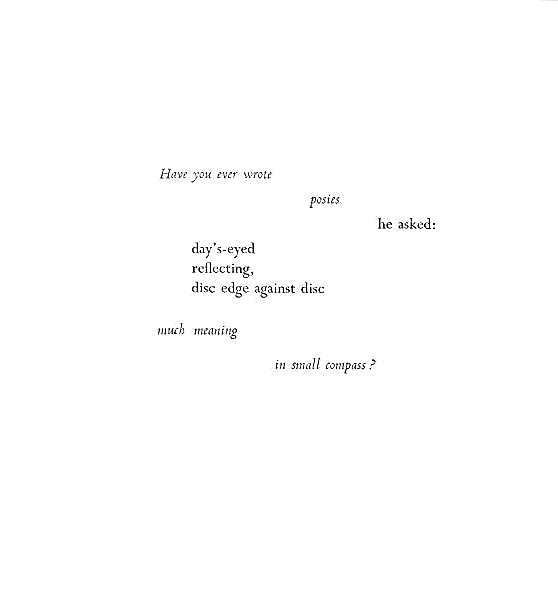 Have you ever wrote
posies
he asked:
day's-eyed
reflecting,
disc edge against disc
much meaning
in small compass?